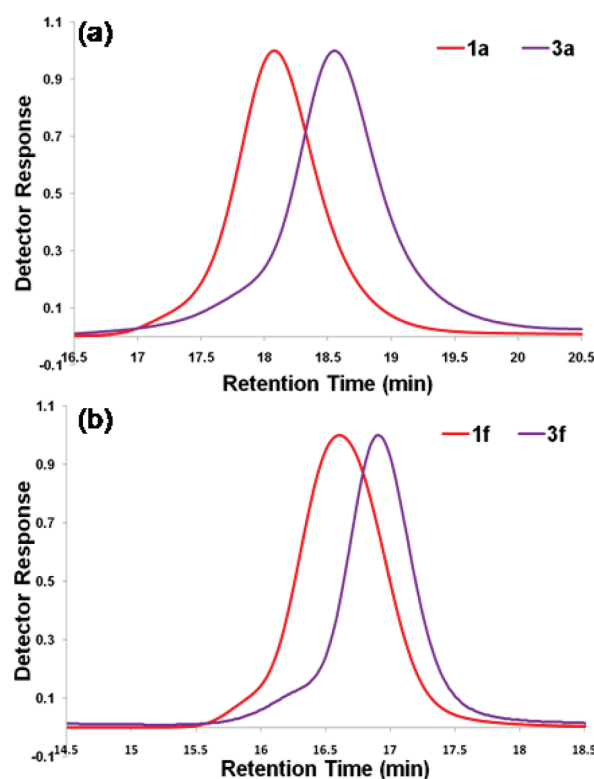 (a)
1a 3a
1.1
0.9
0.7
0.5
0.3
0.1
-0.1
Detector Response
16.5 17 17.5 18 18.5 19 19.5 20 20.5
Retention Time (min)
(b)
1f 3f
1.1
0.9
0.7
0.5
0.3
0.1
-0.1
Detector Response
14.5 15 15.5 16 16.5 17 17.5 18 18.5
Retention Time (min)